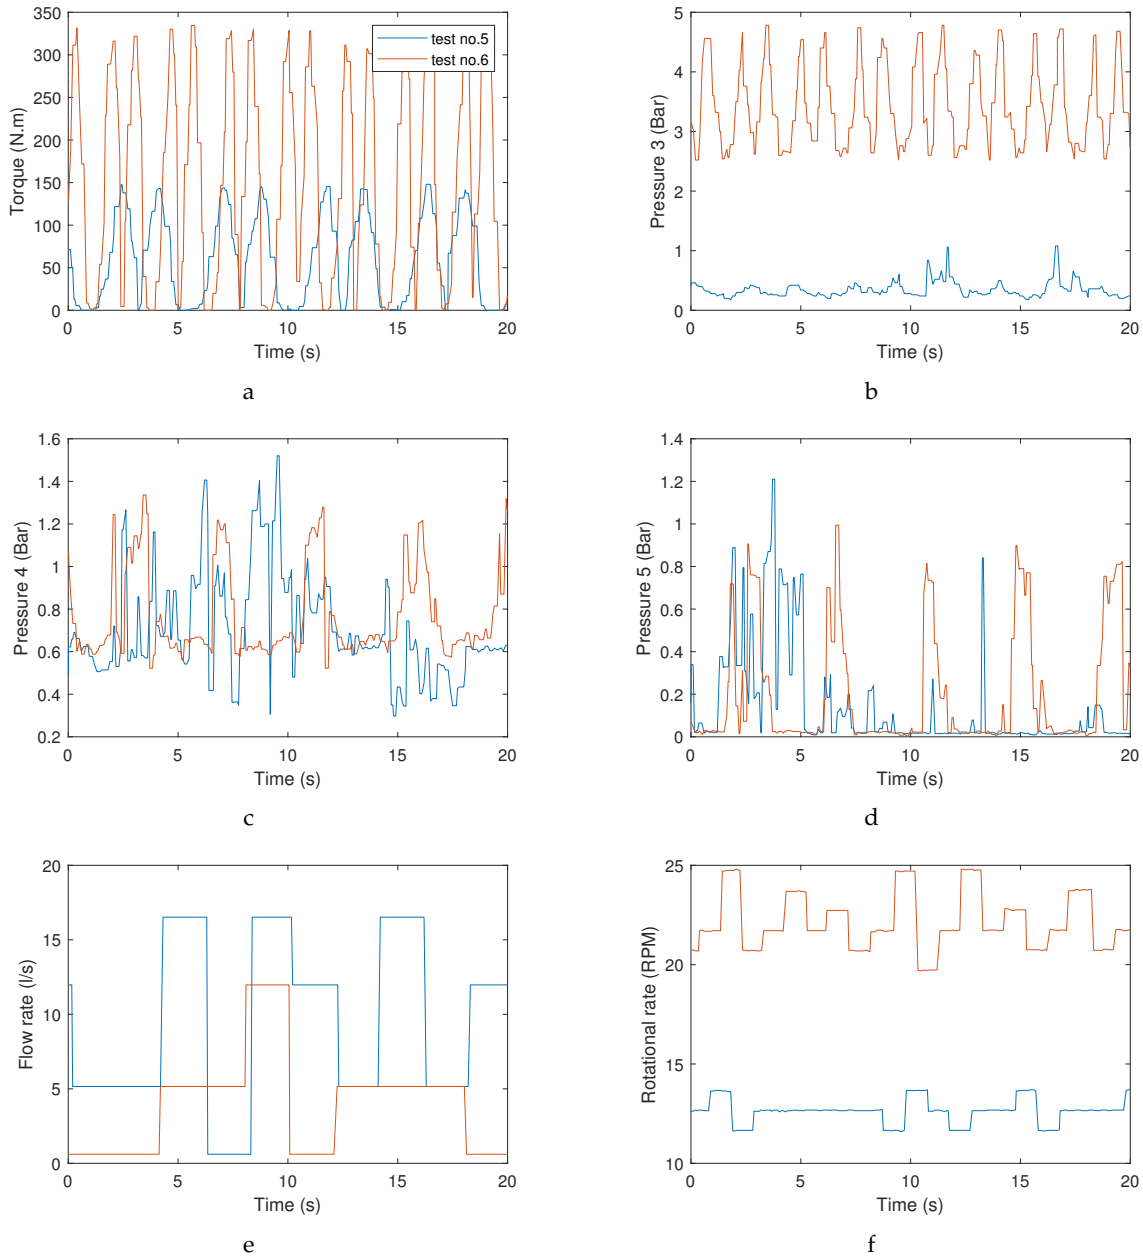 350
300
250
200
150
100
50
0
0 5 10 15 20
Torque (N.m)
Time (s)
test no.5
test no.6
a
5
4
3
2
1
0
0 5 10 15 20
Pressure 3 (Bar)
Time (s)
b
1.6
1.4
1.2
1
0.8
0.6
0.4
0.2
0 5 10 15 20
Pressure 4 (Bar)
Time (s)
c
1.4
1.2
1
0.8
0.6
0.4
0.2
0
0 5 10 15 20
Pressure 5 (Bar)
Time (s)
d
20
15
10
5
0
0 5 10 15 20
Flow rate (l/s)
Time (s)
e
25
20
15
10
0 5 10 15 20
Rotational rate (RPM)
Time (s)
f